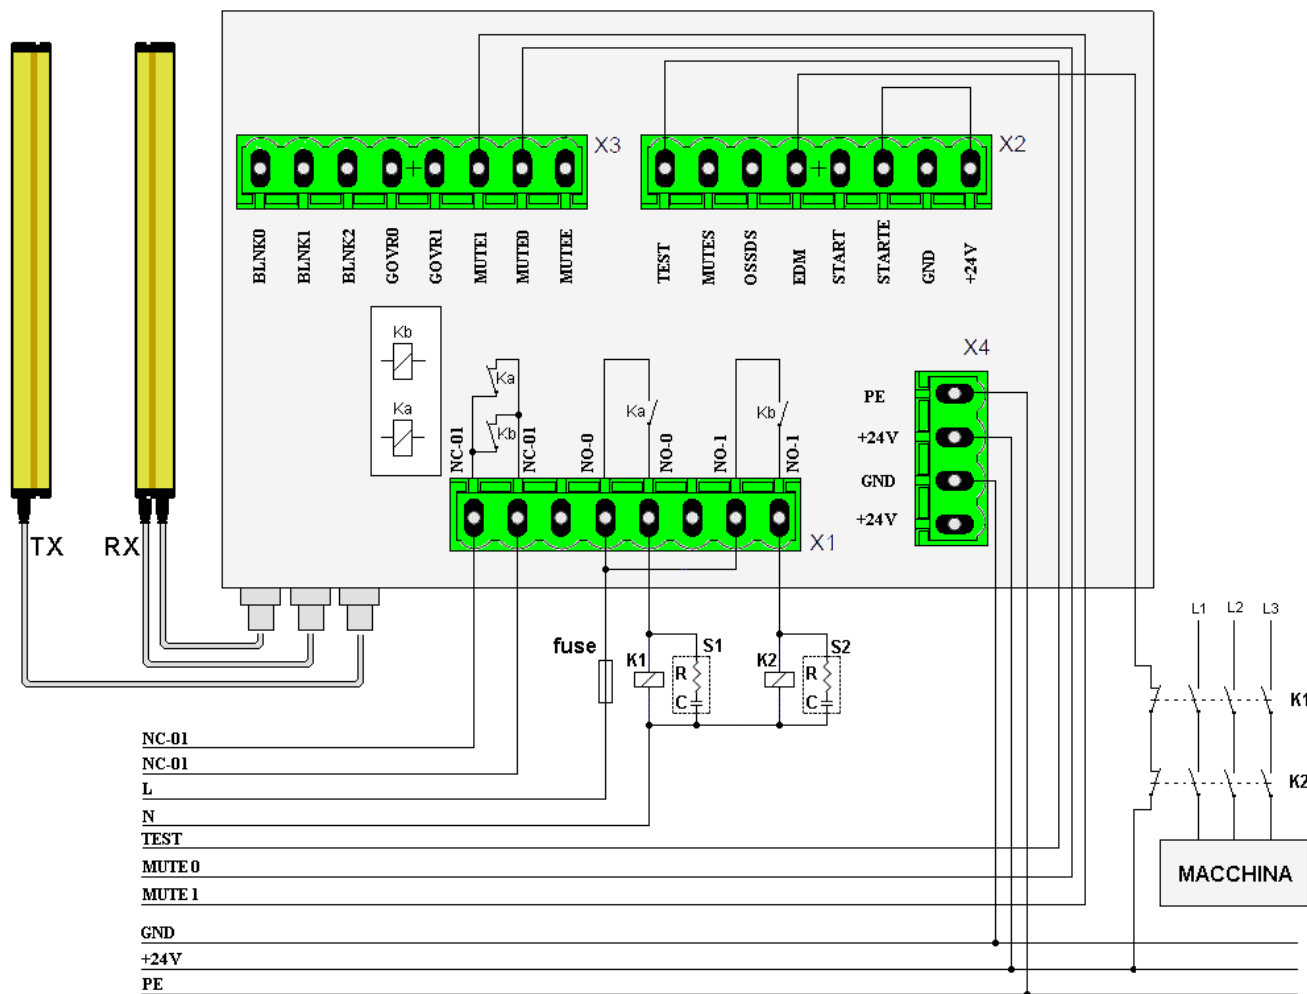 X3
X2
BLNK0
BLNK1
BLNK2
GOVR0
GOVR1
MUTE1
MUTE0
MUTEE
TEST
MUTES
OSSDS
EDM
START
STARTE
GND
+24V
Kb
Ka
X4
PE
+24V
GND
+24V
Ka
Kb
Ka
Kb
NC-01
NC-01
NO-0
NO-0
NO-1
NO-1
X1
TX
RX
fuse
K1
S1
R
C
K2
S2
R
C
L1
L2
L3
K1
K2
MACCHINA
NC-01
NC-01
L
N
TEST
MUTE 0
MUTE 1
GND
+24V
PE